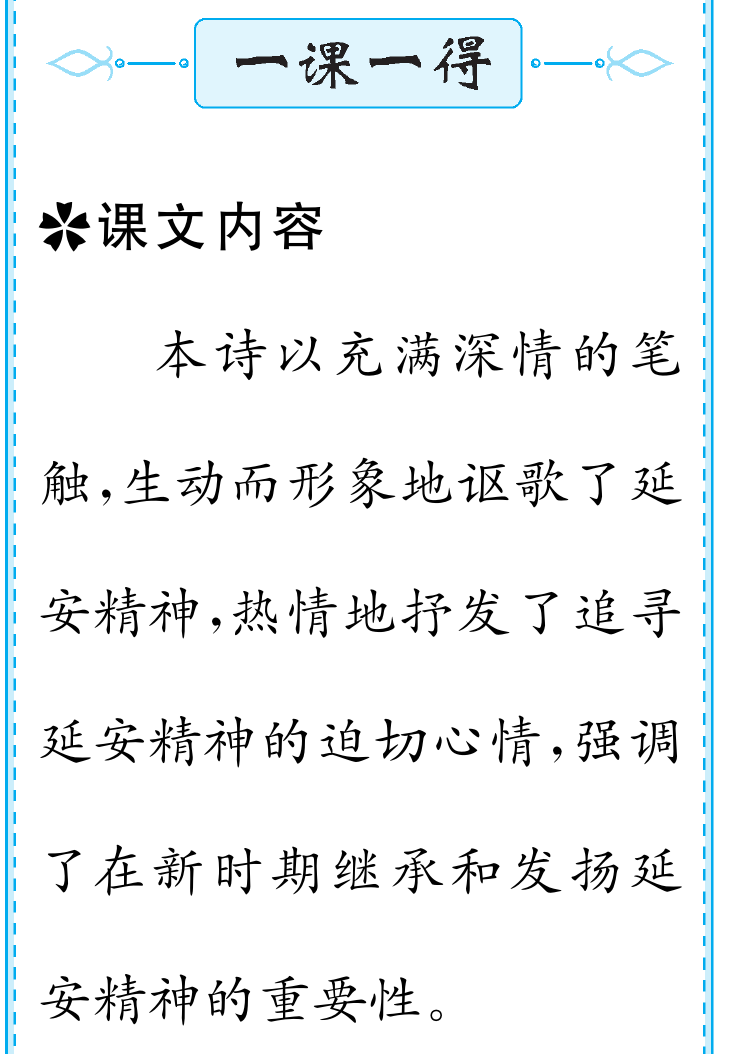 一课一得
课文内容
本诗以充满深情的笔
触,生动而形象地讴歌了延
安精神,热情地抒发了追寻
延安精神的迫切心情,强调
了在新时期继承和发扬延
安精神的重要性。